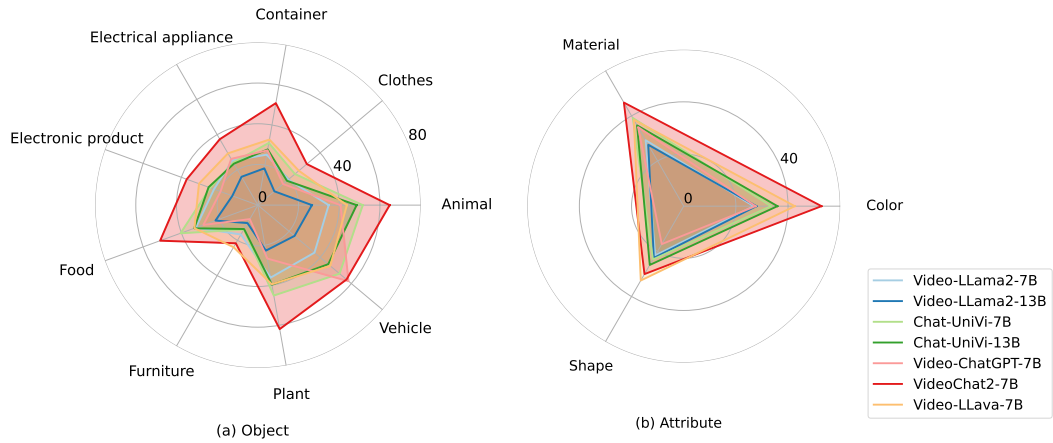 Container
Electrical appliance
Clothes
Electronic product
80
40
0
Animal
Food
Vehicle
Furniture
Plant
(a) Object
Material
40
0
Color
Shape
(b) Attribute
Video-LLama2-7B
Video-LLama2-13B
Chat-UniVi-7B
Chat-UniVi-13B
Video-ChatGPT-7B
VideoChat2-7B
Video-LLava-7B